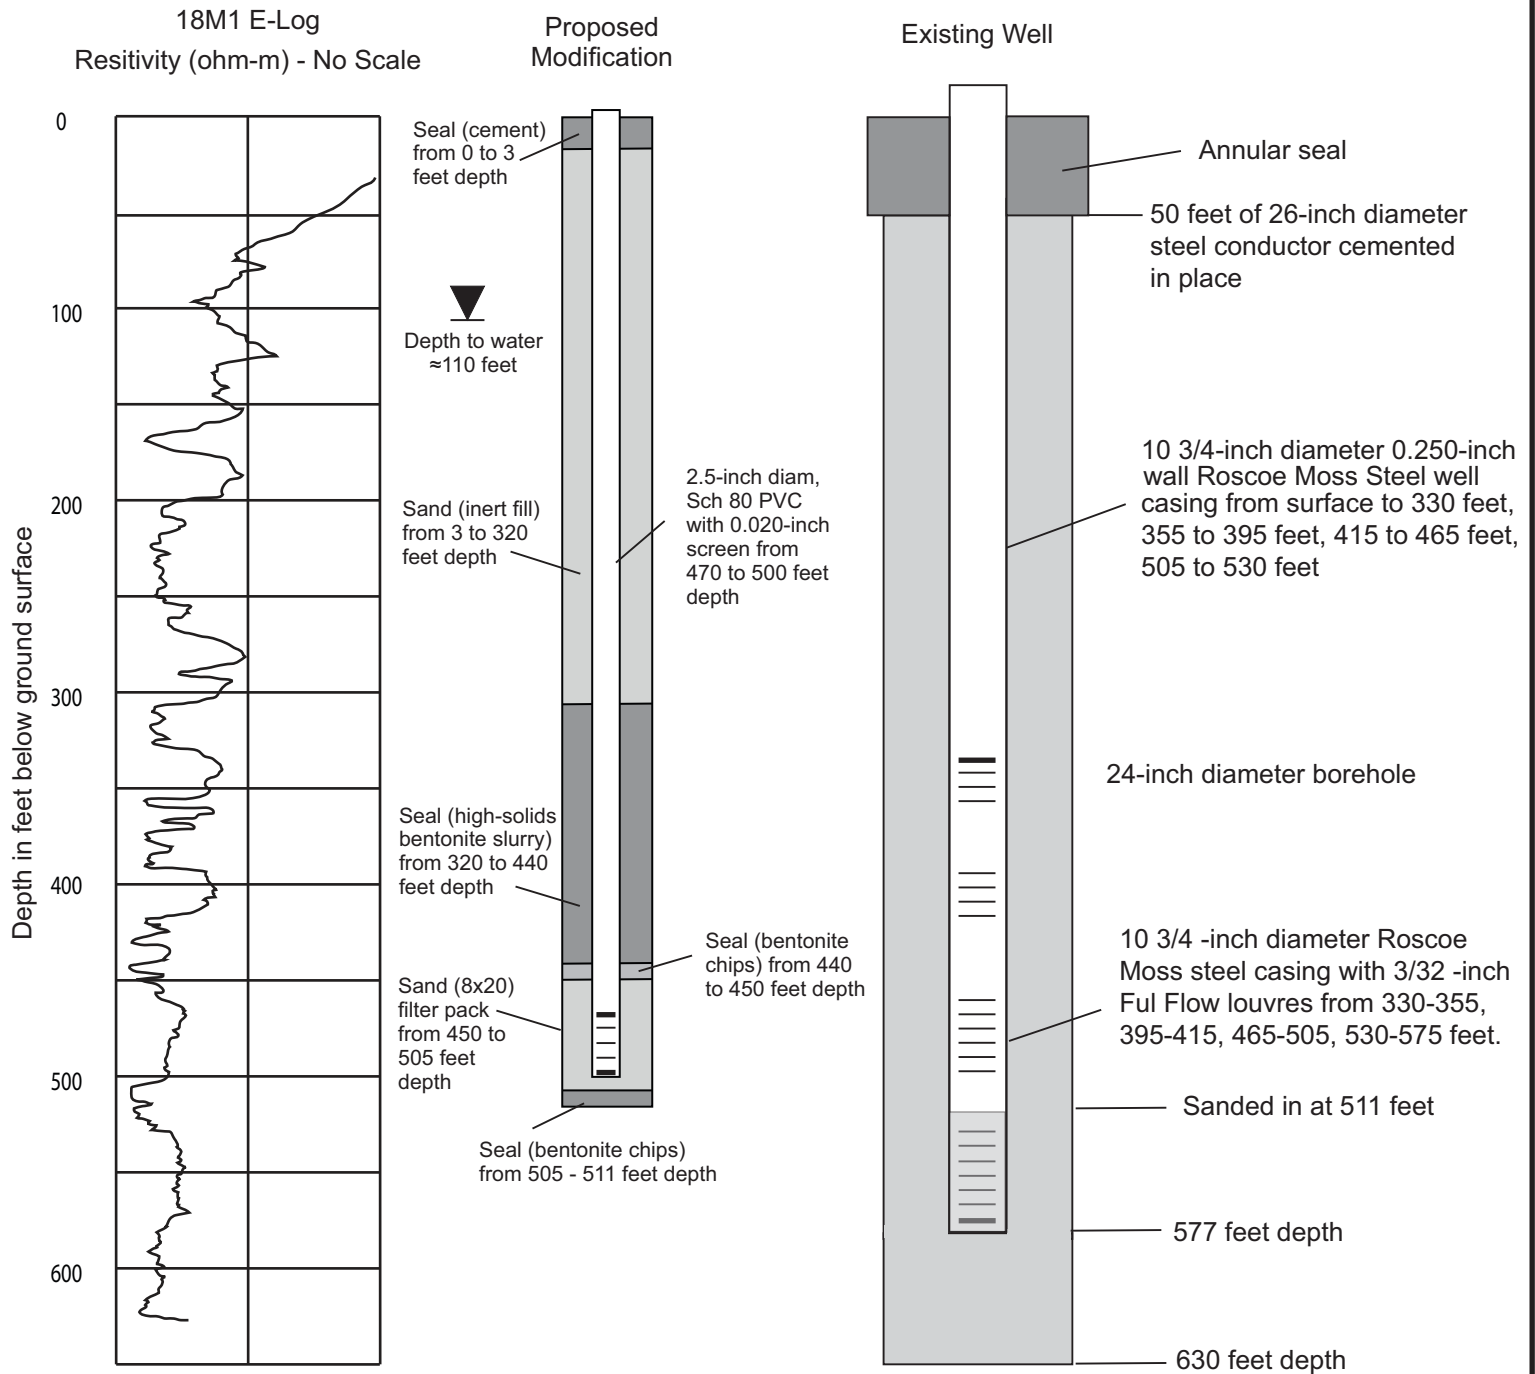 18M1 E-Log
Resitivity (ohm-m) - No Scale
Proposed
Modification
Existing Well
Depth in feet below ground surface
0
100
200
300
400
500
600
Seal (cement)
from 0 to 3
feet depth
Depth to water
≈110 feet
Sand (inert fill)
from 3 to 320
feet depth
2.5-inch diam,
Sch 80 PVC
with 0.020-inch
screen from
470 to 500 feet
depth
Seal (high-solids
bentonite slurry)
from 320 to 440
feet depth
Seal (bentonite
chips) from 440
to 450 feet depth
Sand (8x20)
filter pack
from 450 to
505 feet
depth
Seal (bentonite chips)
from 505 - 511 feet depth
Annular seal
50 feet of 26-inch diameter
steel conductor cemented
in place
10 3/4-inch diameter 0.250-inch
wall Roscoe Moss Steel well
casing from surface to 330 feet,
355 to 395 feet, 415 to 465 feet,
505 to 530 feet
24-inch diameter borehole
10 3/4 -inch diameter Roscoe
Moss steel casing with 3/32 -inch
Ful Flow louvres from 330-355,
395-415, 465-505, 530-575 feet.
Sanded in at 511 feet
577 feet depth
630 feet depth